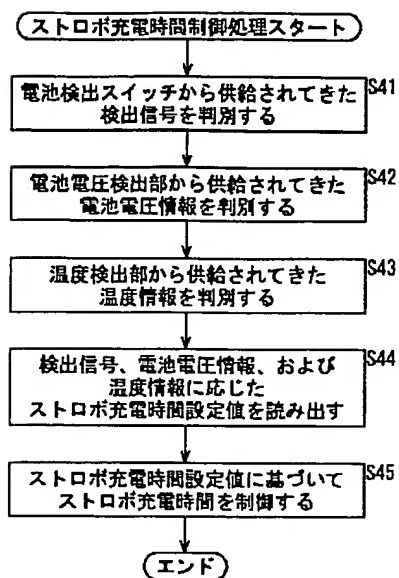 ストロボ充電時間制御処理スタート
S41
電池検出スイッチから供給されてきた
検出信号を判別する
S42
電池電圧検出部から供給されてきた
電池電圧情報を判別する
S43
温度検出部から供給されてきた
温度情報を判別する
S44
検出信号、電池電圧情報、および
温度情報に応じた
ストロボ充電時間設定値を読み出す
S45
ストロボ充電時間設定値に基づいて
ストロボ充電時間を制御する
エンド